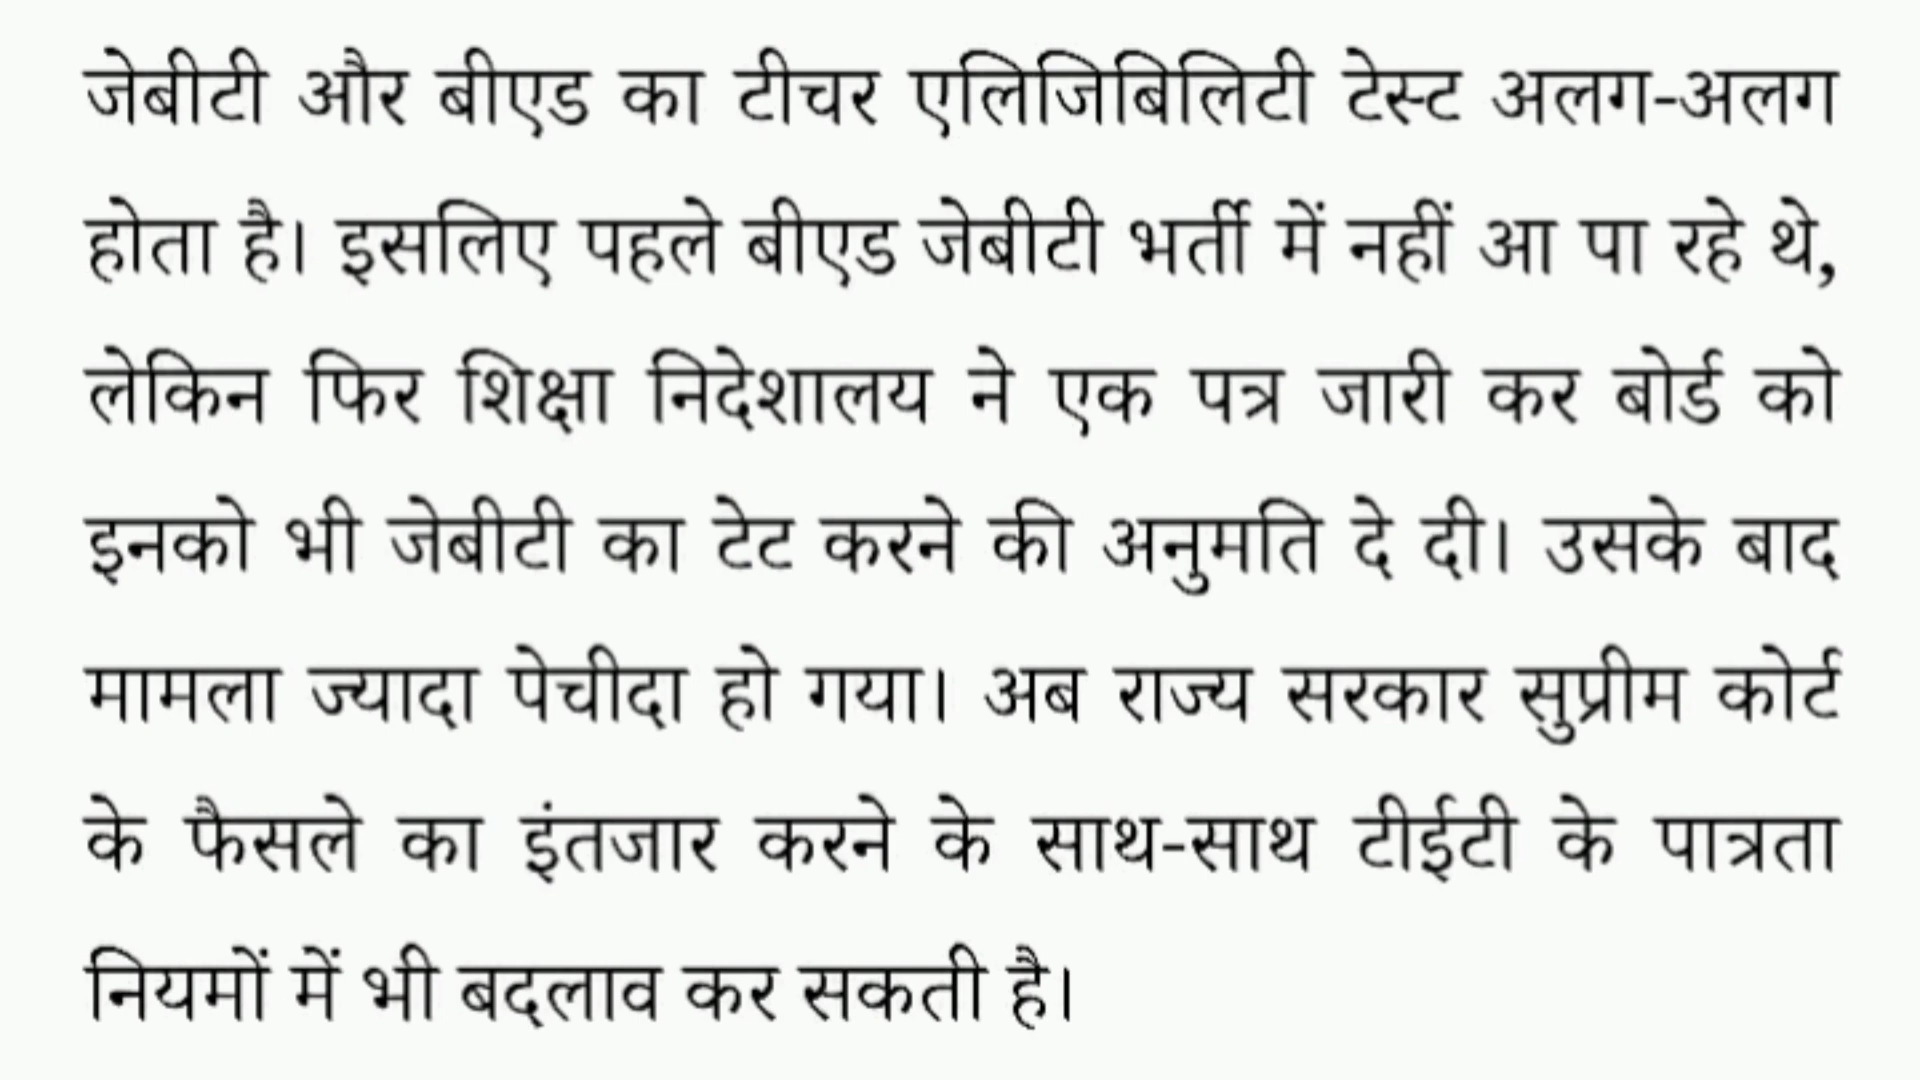 जेबीटी और बीएड का टीचर एलिजिबिलिटी टेस्ट अलग-अलग
होता है। इसलिए पहले बीएड जेबीटी भर्ती में नहीं आ पा रहे थे,
लेकिन फिर शिक्षा निदेशालय ने एक पत्र जारी कर बोर्ड को
इनको भी जेबीटी का टेट करने की अनुमति दे दी। उसके बाद
मामला ज्यादा पेचीदा हो गया। अब राज्य सरकार सुप्रीम कोर्ट
के फैसले का इंतजार करने के साथ-साथ टीईटी के पात्रता
नियमों में भी बदलाव कर सकती है।